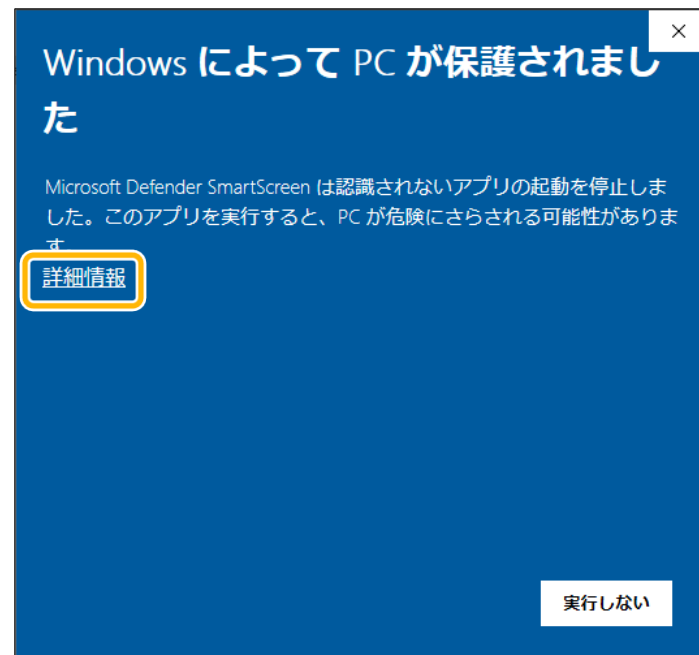 Windows によって PC が保護されまし
た
Microsoft Defender SmartScreen は認識されないアプリの起動を停止しま
した。このアプリを実行すると、PC が危険にさらされる可能性がありま
す
詳細情報
実行しない